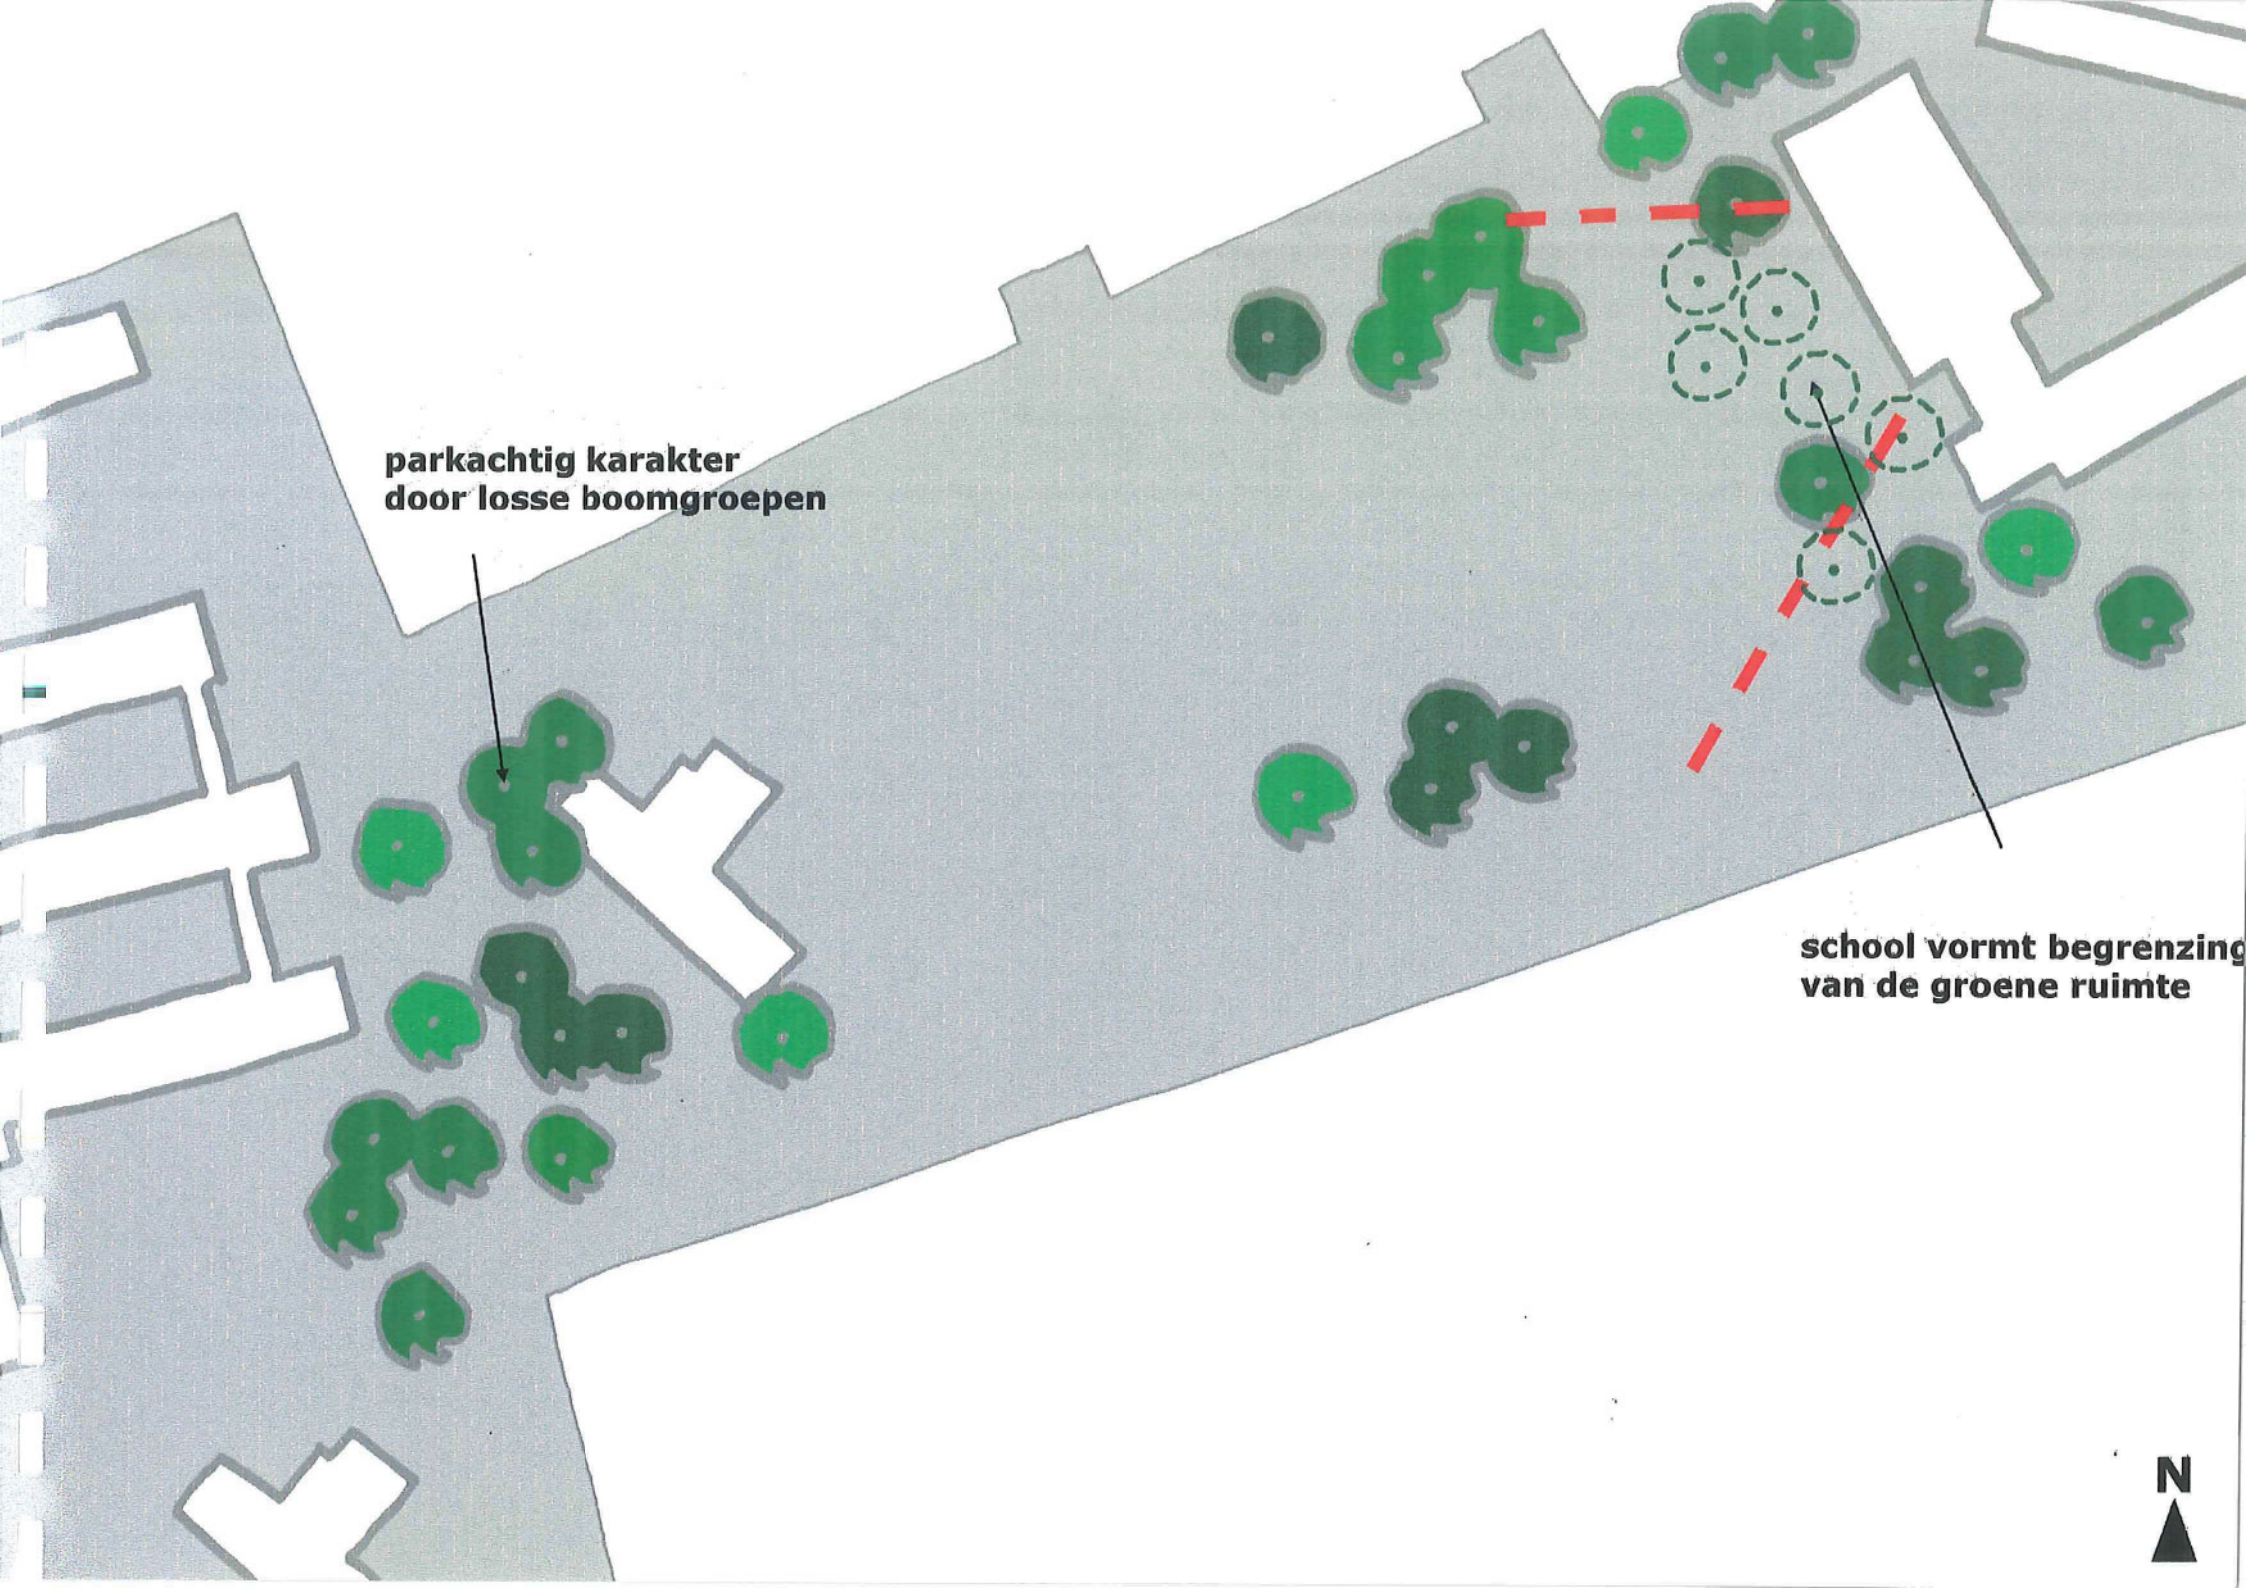 parkachtig karakter
door losse boomgroepen
school vormt begrenzing
van de groene ruimte
N